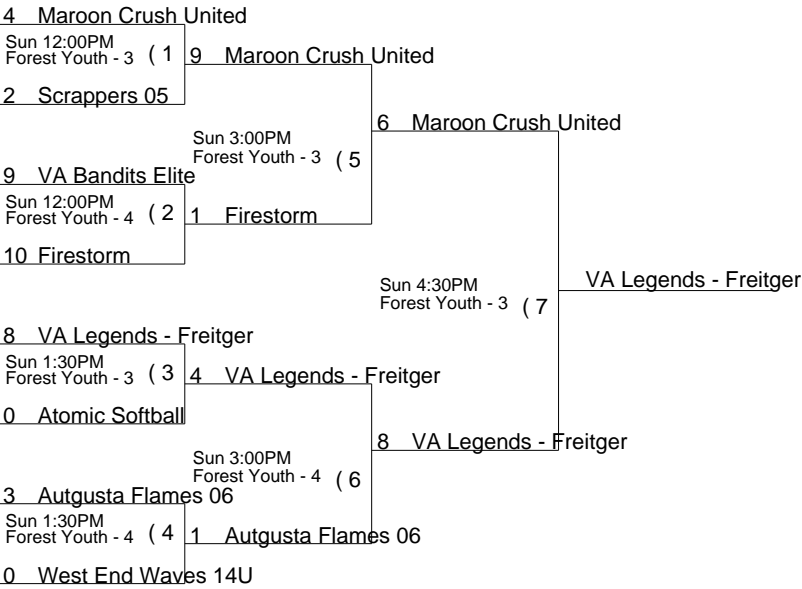 4 Maroon Crush United
Sun 12:00PM
Forest Youth - 3 ( 1
9 Maroon Crush United
2 Scrappers 05
6 Maroon Crush United
Sun 3:00PM
Forest Youth - 3 ( 5
9 VA Bandits Elite
Sun 12:00PM
Forest Youth - 4 ( 2
1 Firestorm
10 Firestorm
Sun 4:30PM
Forest Youth - 3 ( 7
VA Legends - Freitger
8 VA Legends - Freitger
Sun 1:30PM
Forest Youth - 3 ( 3
4 VA Legends - Freitger
0 Atomic Softball
8 VA Legends - Freitger
Sun 3:00PM
Forest Youth - 4 ( 6
3 Autgusta Flames 06
Sun 1:30PM
Forest Youth - 4 ( 4
1 Autgusta Flames 06
0 West End Waves 14U